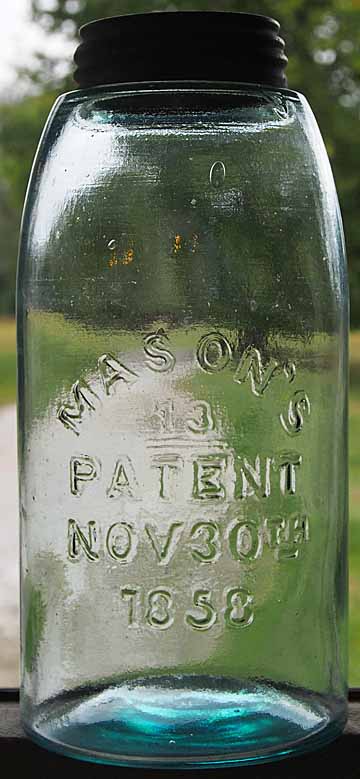 MASON'S
13
PATENT
NOV 30TH
1858